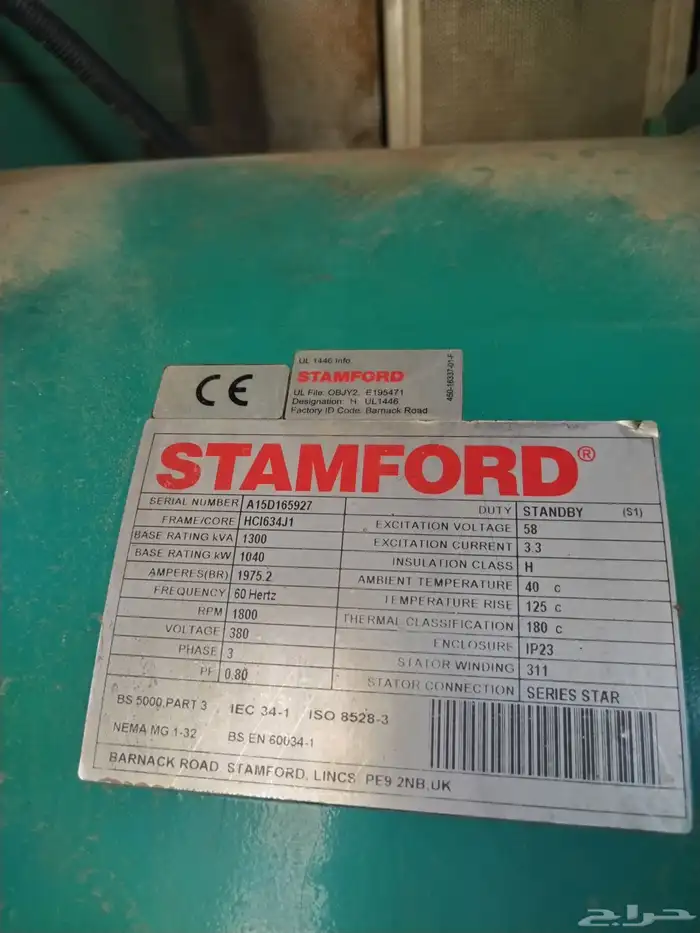 UL 1446 Info
STAMFORD
UL File: OBJY2, E195471
Designation: H UL1446
Factory ID Code: Barnack Road
450-16337-01-F
CE
STAMFORD®
SERIAL NUMBER A15D165927
FRAME/CORE HCI634J1
BASE RATING kVA 1300
BASE RATING kW 1040
AMPERES(BR) 1975.2
FREQUENCY 60 Hertz
RPM 1800
VOLTAGE 380
PHASE 3
PF 0.80
DUTY STANDBY (S1)
EXCITATION VOLTAGE 58
EXCITATION CURRENT 3.3
INSULATION CLASS H
AMBIENT TEMPERATURE 40 C
TEMPERATURE RISE 125 C
THERMAL CLASSIFICATION 180 C
ENCLOSURE IP23
STATOR WINDING 311
STATOR CONNECTION SERIES STAR
BS 5000,PART 3 IEC 34-1 ISO 8528-3
NEMA MG 1-32 BS EN 60034-1
BARNACK ROAD STAMFORD, LINCS PE9 2NB,UK
حراج